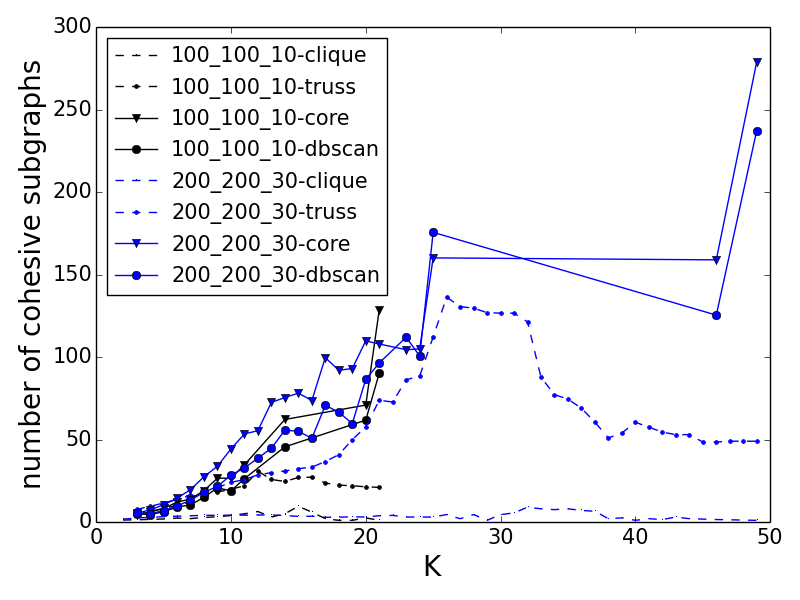 300
250
200
150
100
50
0
number of cohesive subgraphs
100_100_10-clique
100_100_10-truss
100_100_10-core
100_100_10-dbscan
200_200_30-clique
200_200_30-truss
200_200_30-core
200_200_30-dbscan
0 10 20 30 40 50
K